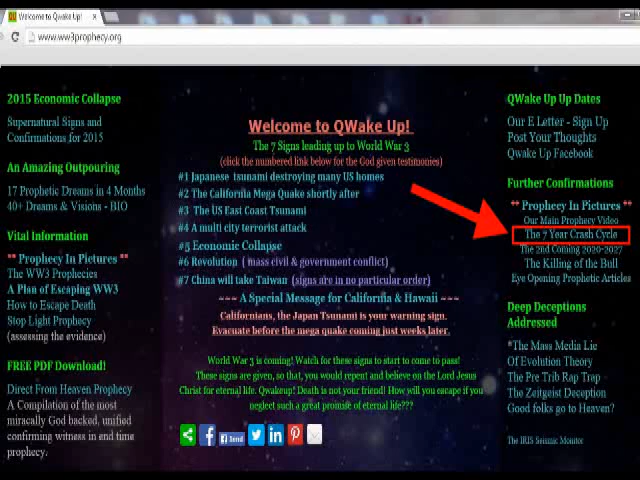 Welcome to Qwake Up!
www.ww3prophecy.org
2015 Economic Collapse
Supernatural Signs and
Confirmations for 2015
An Amazing Outpouring
17 Prophetic Dreams in 4 Months
40+ Dreams & Visions - BIO
Vital Information
** Prophecy In Pictures **
The WW3 Prophecies
A Plan of Escaping WW3
How to Escape Death
Stop Light Prophecy
(assessing the evidence)
FREE PDF Download!
Direct From Heaven Prophecy
A Compilation of the most
miracally God backed, unified
confirming witness in end time
prophecy.
Welcome to QWake Up!
The 7 Signs leading up to World War 3
(click the numbered link below for the God given testimonies)
#1 Japanese tsunami destroying many US homes
#2 The California Mega Quake shortly after
#3 The US East Coast Tsunami
#4 A multi city terrorist attack
#5 Economic Collapse
#6 Revolution ( mass civil & government conflict)
#7 China will take Taiwan (signs are in no particular order)
~~~ A Special Message for California & Hawaii ~~~
Californians, the Japan Tsunami is your warning sign.
Evacuate before the mega quake coming just weeks later.
World War 3 is coming! Watch for these signs to start to come to pass!
These signs are given, so that, you would repent and believe on the Lord Jesus
Christ for eternal life. Qwakeup! Death is not your friend! How will you escape if you
neglect such a great promise of eternal life???
Send
QWake Up Up Dates
Our E Letter - Sign Up
Post Your Thoughts
Qwake Up Facebook
Further Confirmations
** Prophecy In Pictures **
Our Main Prophecy Video
The 7 Year Crash Cycle
The 2nd Coming 2020-2027
The Killing of the Bull
Eye Opening Prophetic Articles
Deep Deceptions
Addressed
*The Mass Media Lie
Of Evolution Theory
The Pre Trib Rap Trap
The Zeitgeist Deception
Good folks go to Heaven?
The IRIS Seismic Monitor